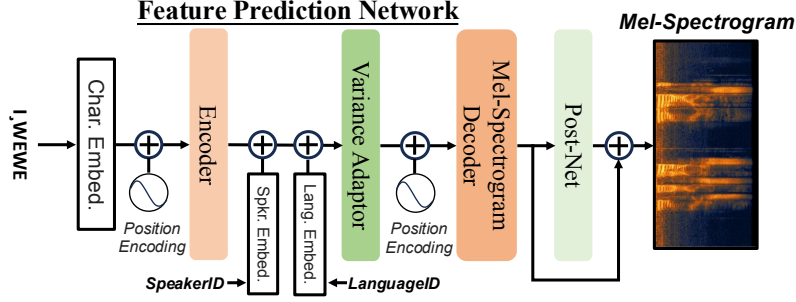 Feature Prediction Network
Mel-Spectrogram
I¸WEWE
Char. Embed.
Position
Encoding
Encoder
Spkr. Embed.
Lang. Embed.
SpeakerID
LanguageID
Variance Adaptor
Position
Encoding
Mel-Spectrogram
Decoder
Post-Net